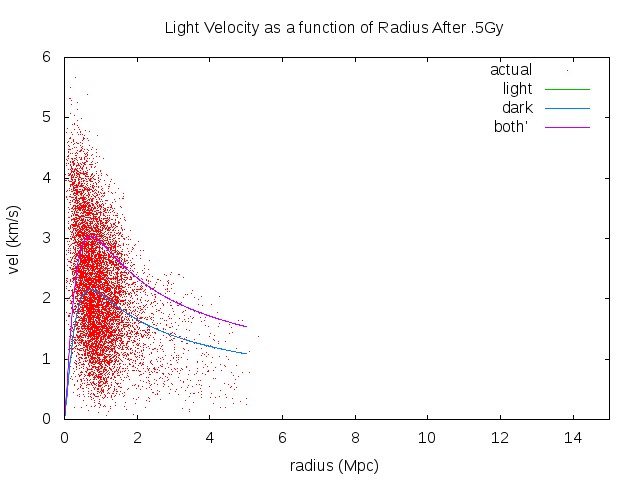 Light Velocity as a function of Radius After .5Gy
6
actual
light
5
dark
both'
4
3
vel (km/s)
2
1
0
0 2 4 6 8 10 12 14
radius (Mpc)